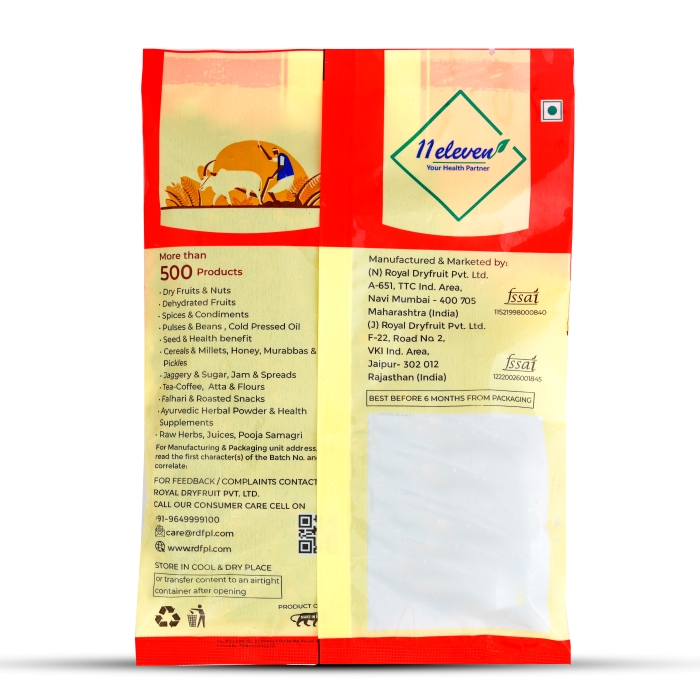 More than
500 Products
· Dry Fruits & Nuts
· Dehydrated Fruits
· Spices & Condiments
· Pulses & Beans , Cold Pressed Oil
· Seed & Health benefit
· Cereals & Millets, Honey, Murabbas &
Pickles
· Jaggery & Sugar, Jam & Spreads
· Tea-Coffee, Atta & Flours
· Falhari & Roasted Snacks
· Ayurvedic Herbal Powder & Health
Supplements
· Raw Herbs, Juices, Pooja Samagri
For Manufacturing & Packaging unit address,
read the first character(s) of the Batch No. and
correlate:
FOR FEEDBACK / COMPLAINTS CONTACT
ROYAL DRYFRUIT PVT. LTD.
CALL OUR CONSUMER CARE CELL ON
91-9649999100
care@rdfpl.com
www.rdfpl.com
STORE IN COOL & DRY PLACE
or transfer content to an airtight
container after opening
PRODUCT O
MAKE IN
11 eleven
Your Health Partner
Manufactured & Marketed by:
(N) Royal Dryfruit Pvt. Ltd.
A-651, TTC Ind. Area,
Navi Mumbai - 400 705
Maharashtra (India)
fssai
11521998000840
(J) Royal Dryfruit Pvt. Ltd.
F-22, Road No. 2,
VKI Ind. Area,
Jaipur- 302 012
Rajasthan (India)
fssai
12220026001845
BEST BEFORE 6 MONTHS FROM PACKAGING